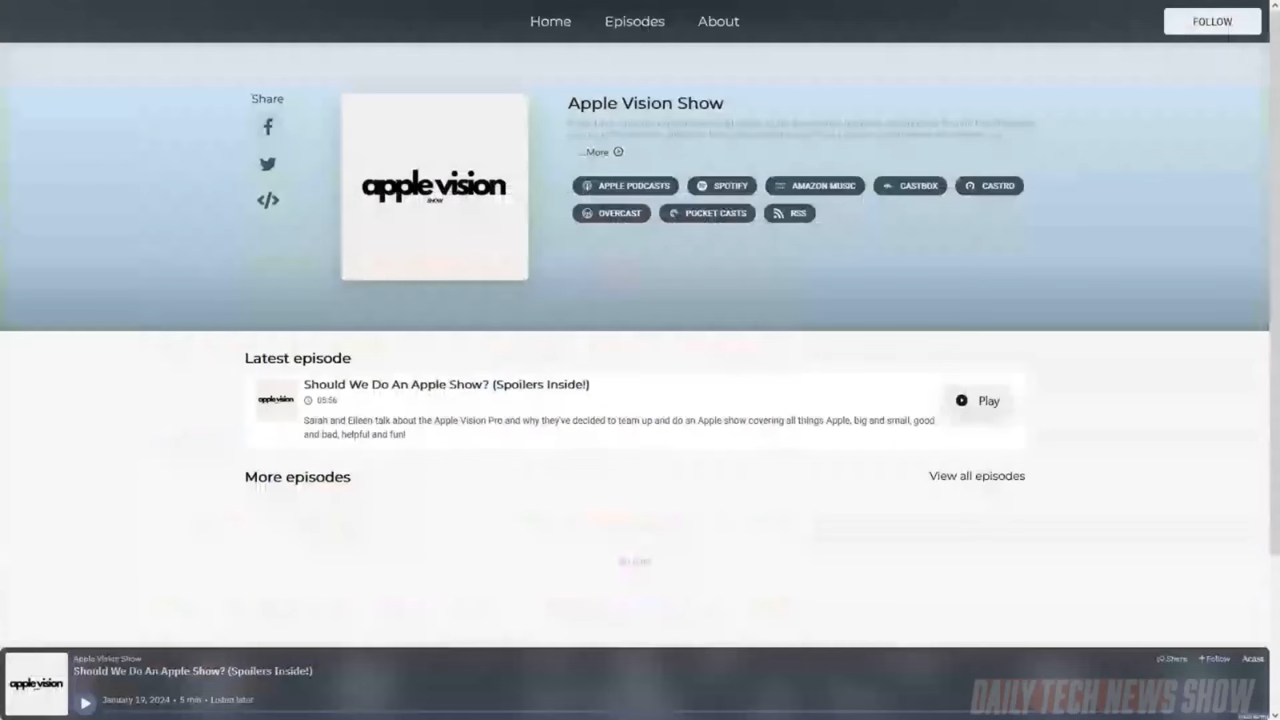 Home Episodes About FOLLOW
Share
apple vision
SHOW
Apple Vision Show
...More
APPLE PODCASTS SPOTIFY AMAZON MUSIC CASTBOX CASTRO
OVERCAST POCKET CASTS RSS
Latest episode
apple vision
Should We Do An Apple Show? (Spoilers Inside!)
05:56
Sarah and Eileen talk about the Apple Vision Pro and why they've decided to team up and do an Apple show covering all things Apple, big and small, good
and bad, helpful and fun!
Play
More episodes View all episodes
apple vision
Apple Vision Show
Should We Do An Apple Show? (Spoilers Inside!)
January 19, 2024 • 5 min • Listen later
Share + Follow Acast
DAILY TECH NEWS SHOW